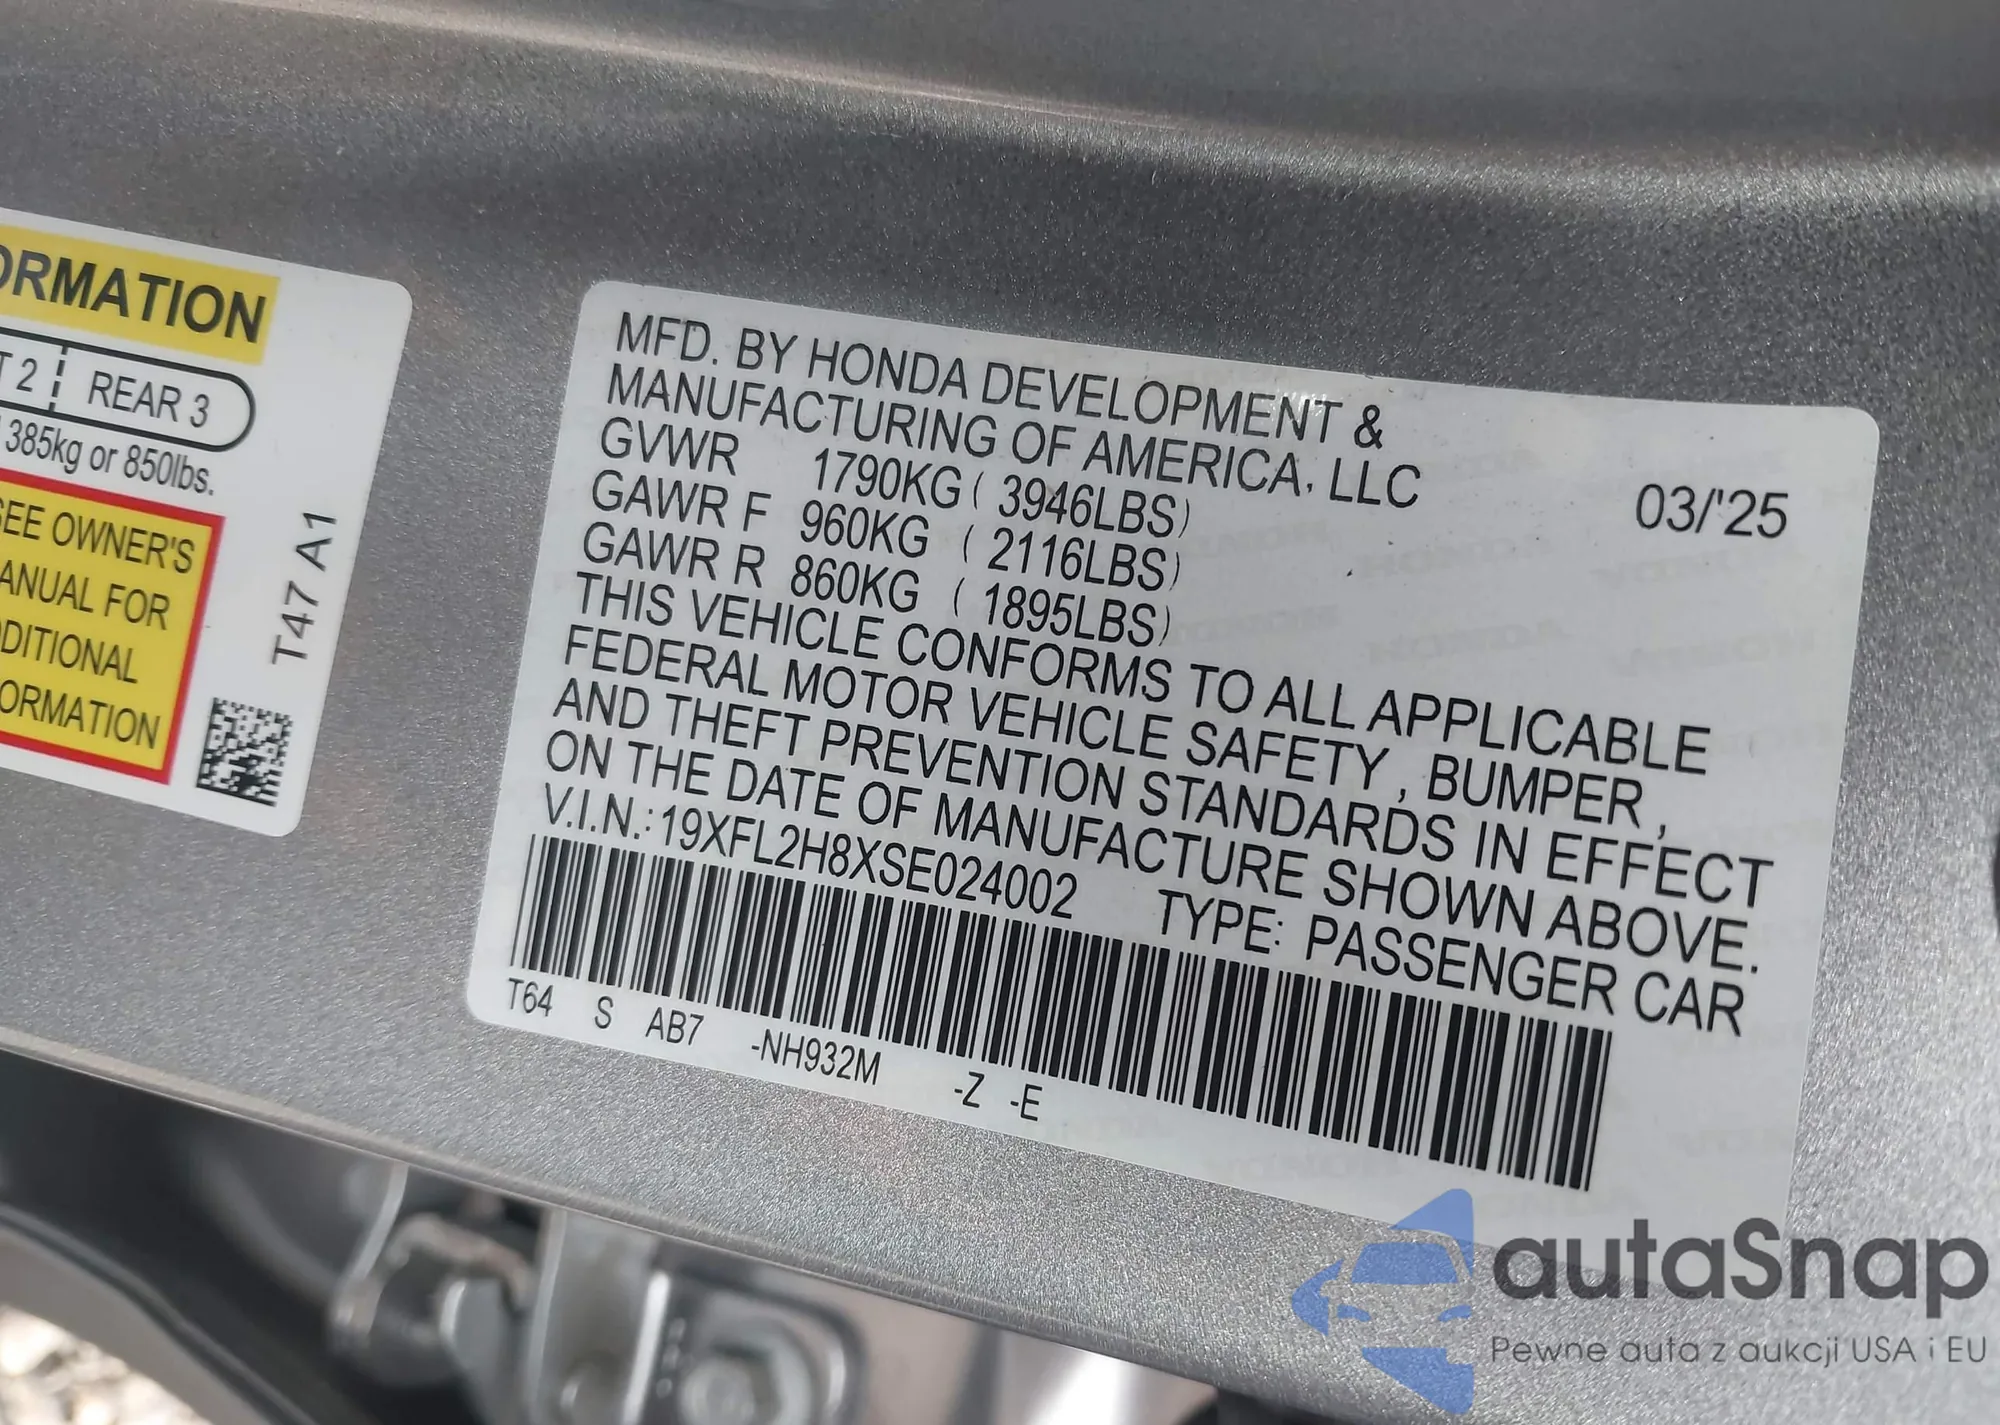 ORMATION
T 2 REAR 3
385kg or 850lbs.
SEE OWNER'S
ANUAL FOR
DDITIONAL
ORMATION
T47 A1
MFD. BY HONDA DEVELOPMENT &
MANUFACTURING OF AMERICA, LLC
GVWR 1790KG ( 3946LBS)
03/'25
GAWR F 960KG ( 2116LBS)
GAWR R 860KG ( 1895LBS)
THIS VEHICLE CONFORMS TO ALL APPLICABLE
FEDERAL MOTOR VEHICLE SAFETY , BUMPER ,
AND THEFT PREVENTION STANDARDS IN EFFECT
ON THE DATE OF MANUFACTURE SHOWN ABOVE.
V.I.N.: 19XFL2H8XSE024002 TYPE: PASSENGER CAR
T64 S AB7 -NH932M -Z -E
autaSnap
Pewne auta z aukcji USA i EU